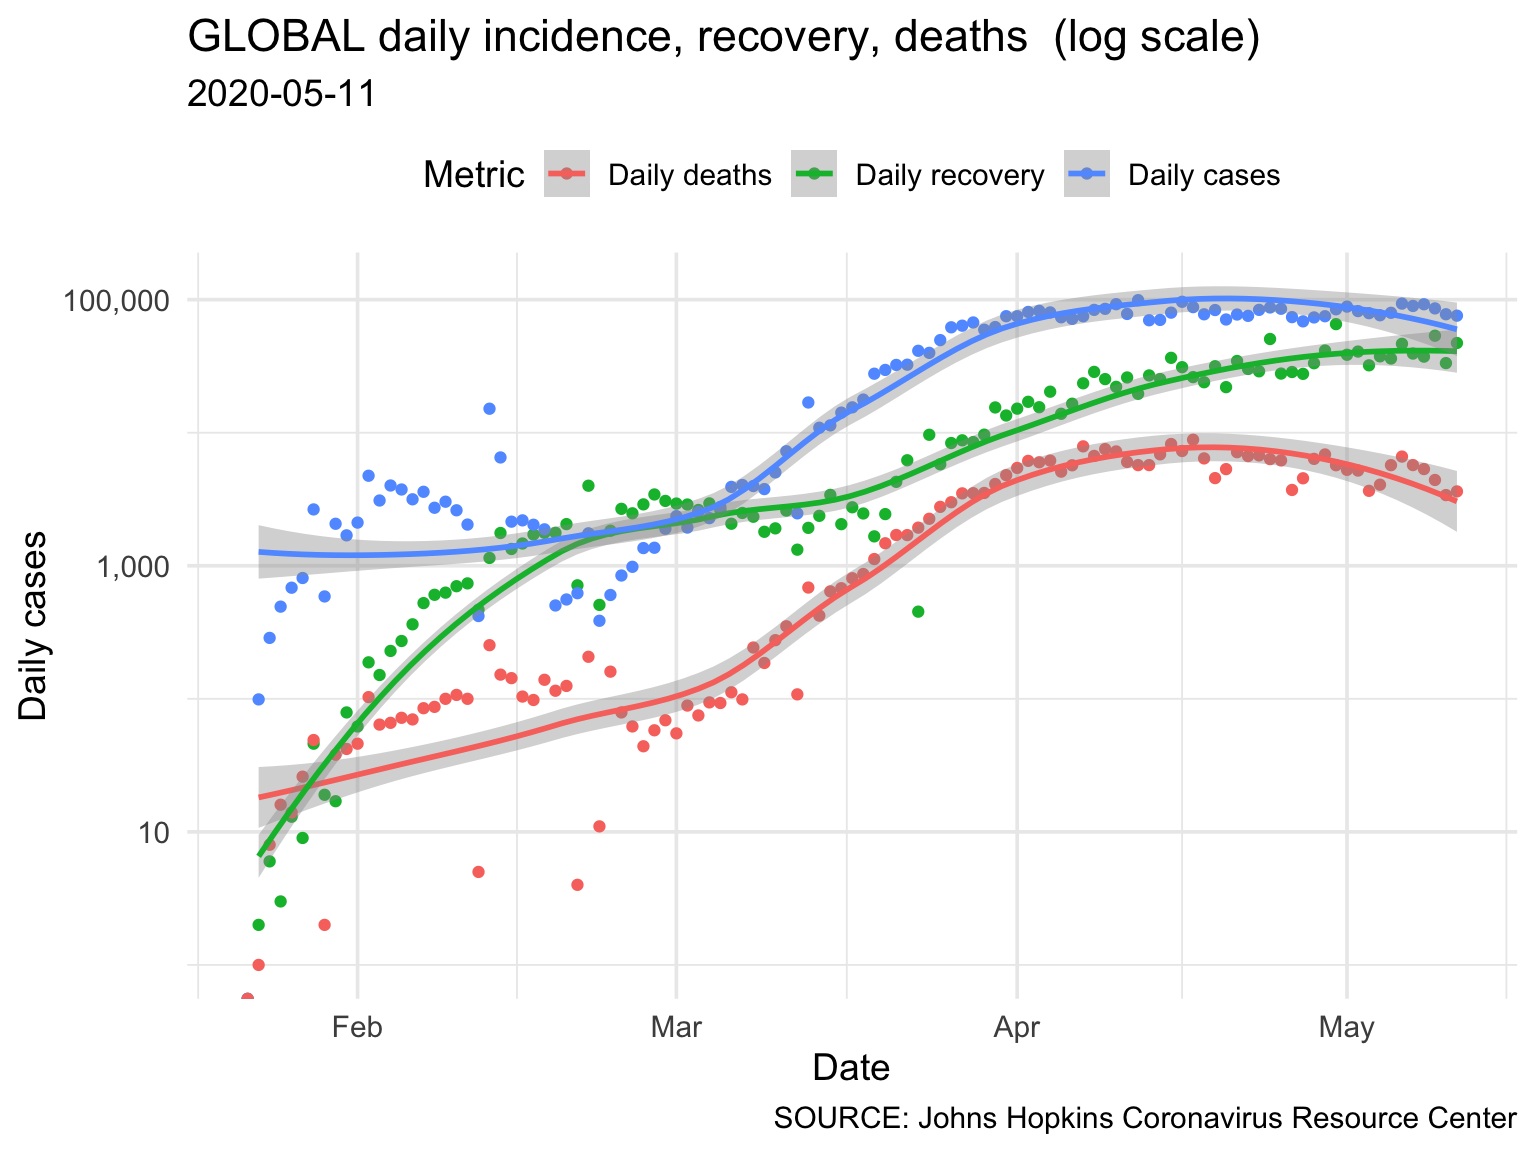 GLOBAL daily incidence, recovery, deaths  (log scale)
2020-05-11
Metric Daily deaths Daily recovery Daily cases
Daily cases
100,000
1,000
10
Feb Mar Apr May
Date
SOURCE: Johns Hopkins Coronavirus Resource Center